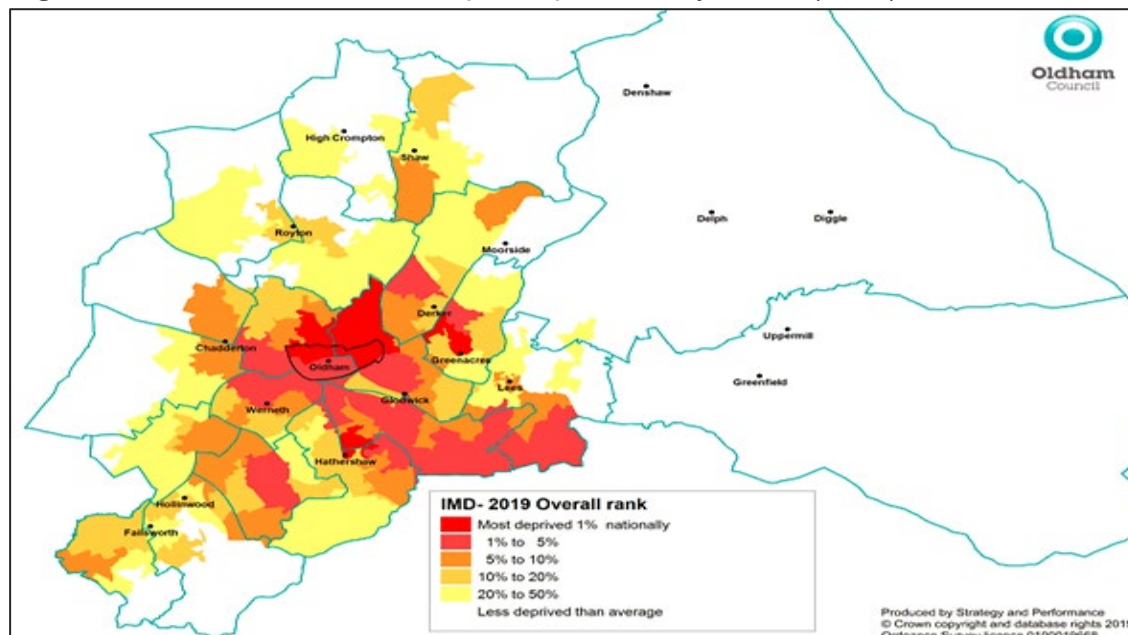 Oldham
Council
Denshaw
High Crompton
Shaw
Delph
Diggle
Royton
Moorside
Derker
Uppermill
Chadderton
Greenacres
Oldham
Greenfield
Lees
Glodwick
Werneth
Hathershaw
Hollinwood
Failsworth
IMD- 2019 Overall rank
Most deprived 1% nationally
1% to 5%
5% to 10%
10% to 20%
20% to 50%
Less deprived than average
Produced by Strategy and Performance
© Crown copyright and database rights 2019